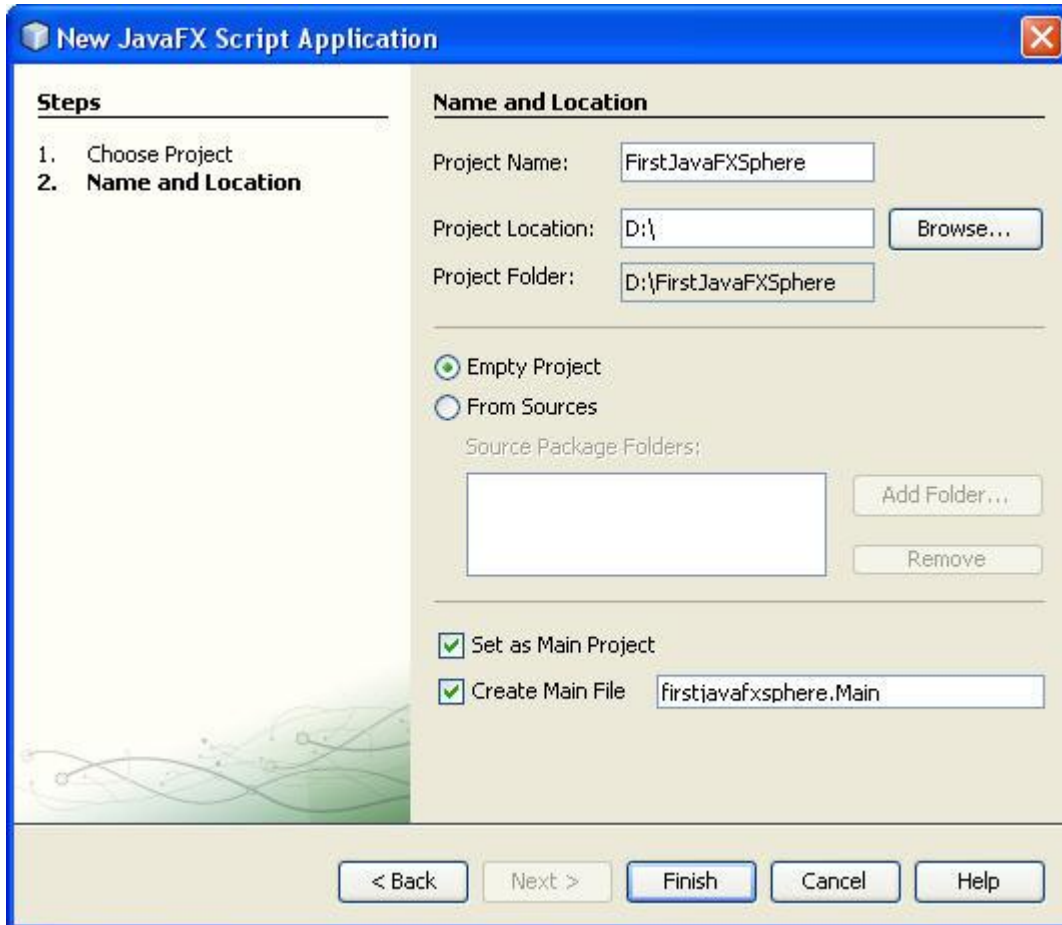 New JavaFX Script Application
Steps
1. Choose Project
2. Name and Location
Name and Location
Project Name: FirstJavaFXSphere
Project Location: D:\ Browse...
Project Folder: D:\FirstJavaFXSphere
Empty Project
From Sources
Source Package Folders:
Add Folder...
Remove
Set as Main Project
Create Main File firstjavafxsphere.Main
< Back Next > Finish Cancel Help